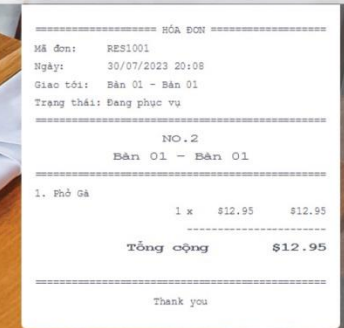 ==================== HÓA ĐƠN ====================
Mã đơn: RES1001
Ngày: 30/07/2023 20:08
Giao tới: Bàn 01 - Bàn 01
Trạng thái: Đang phục vụ
NO.2
Bàn 01 - Bàn 01
1. Phở Gà
1 x $12.95 $12.95
Tổng cộng $12.95
Thank you